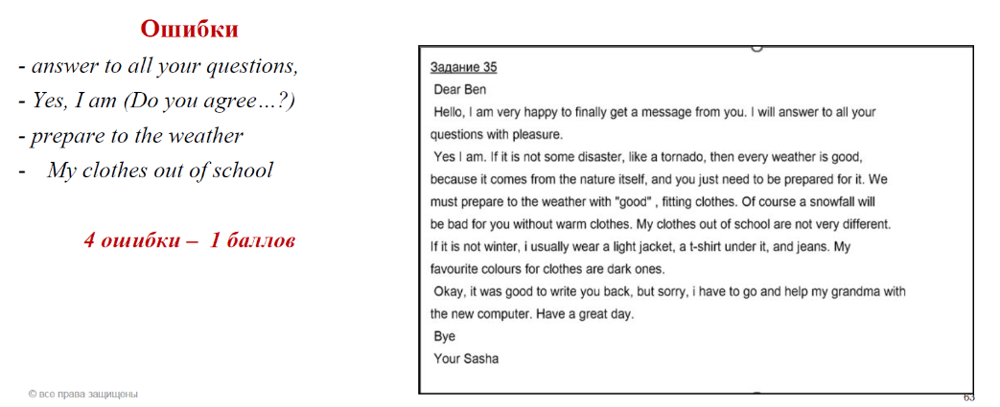 Ошибки
- answer to all your questions,
- Yes, I am (Do you agree…?)
- prepare to the weather
- My clothes out of school
4 ошибки – 1 баллов
Задание 35
Dear Ben
Hello, I am very happy to finally get a message from you. I will answer to all your
questions with pleasure.
Yes I am. If it is not some disaster, like a tornado, then every weather is good,
because it comes from the nature itself, and you just need to be prepared for it. We
must prepare to the weather with "good" , fitting clothes. Of course a snowfall will
be bad for you without warm clothes. My clothes out of school are not very different.
If it is not winter, i usually wear a light jacket, a t-shirt under it, and jeans. My
favourite colours for clothes are dark ones.
Okay, it was good to write you back, but sorry, i have to go and help my grandma with
the new computer. Have a great day.
Bye
Your Sasha
© все права защищены
63